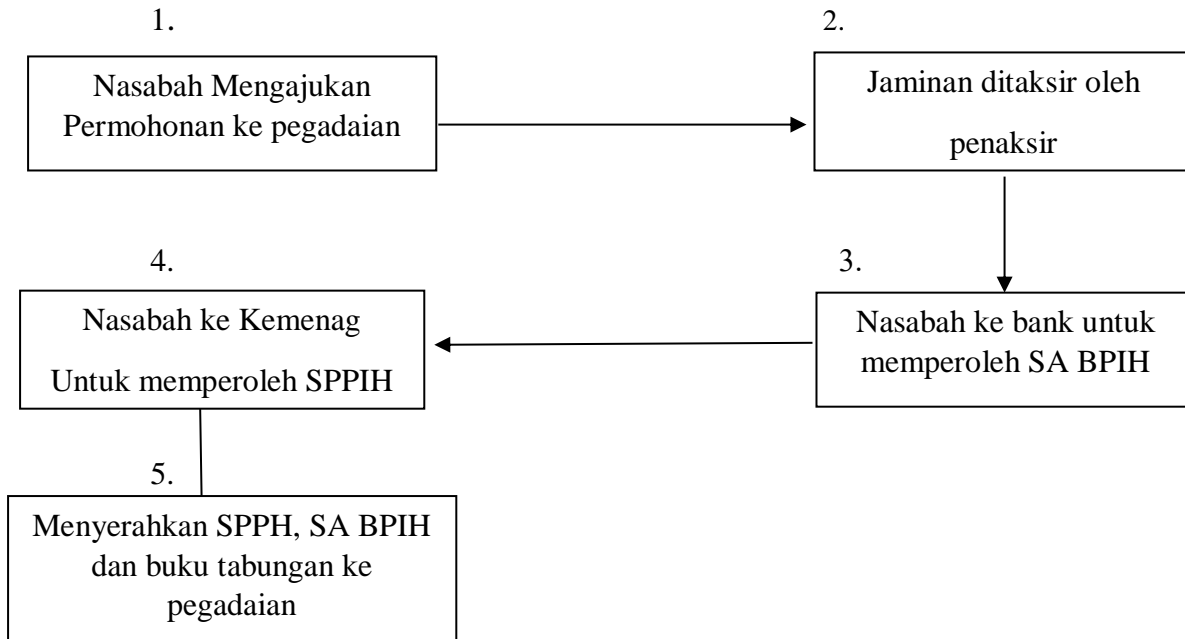 1.
Nasabah Mengajukan
Permohonan ke pegadaian
2.
Jaminan ditaksir oleh
penaksir
3.
Nasabah ke bank untuk
memperoleh SA BPIH
4.
Nasabah ke Kemenag
Untuk memperoleh SPPIH
5.
Menyerahkan SPPH, SA BPIH
dan buku tabungan ke
pegadaian